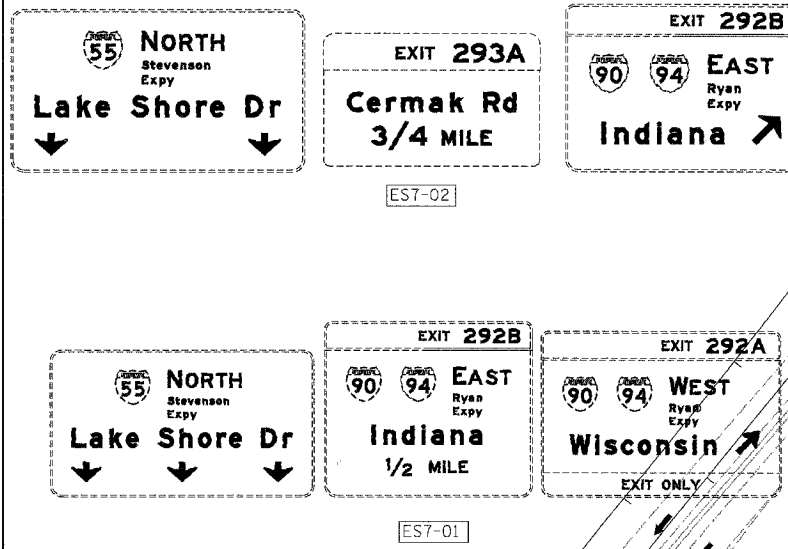 55 NORTH
Stevenson
Expy
Lake Shore Dr
EXIT 293A
Cermak Rd
3/4 MILE
EXIT 292B
90 94 EAST
Ryan
Expy
Indiana
ES7-02
55 NORTH
Stevenson
Expy
Lake Shore Dr
EXIT 292B
90 94 EAST
Ryan
Expy
Indiana
1/2 MILE
EXIT 292A
90 94 WEST
Ryan
Expy
Wisconsin
EXIT ONLY
ES7-01